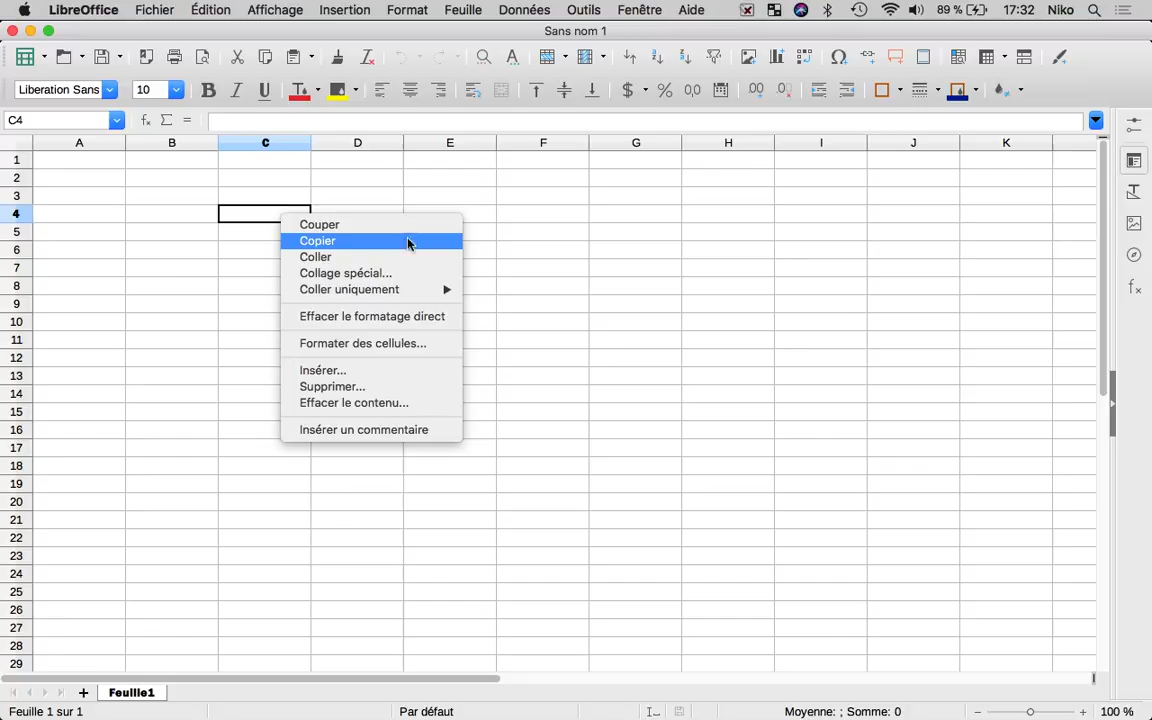 LibreOffice Fichier Édition Affichage Insertion Format Feuille Données Outils Fenêtre Aide 89 % 17:32 Niko
Sans nom 1
Liberation Sans 10
C4
A B C D E F G H I J K
1
2
3
4
5
6
7
8
9
10
11
12
13
14
15
16
17
18
19
20
21
22
23
24
25
26
27
28
29
Couper
Copier
Coller
Collage spécial...
Coller uniquement
Effacer le formatage direct
Formater des cellules...
Insérer...
Supprimer...
Effacer le contenu...
Insérer un commentaire
Feuille1
Feuille 1 sur 1 Par défaut Moyenne: ; Somme: 0 100 %